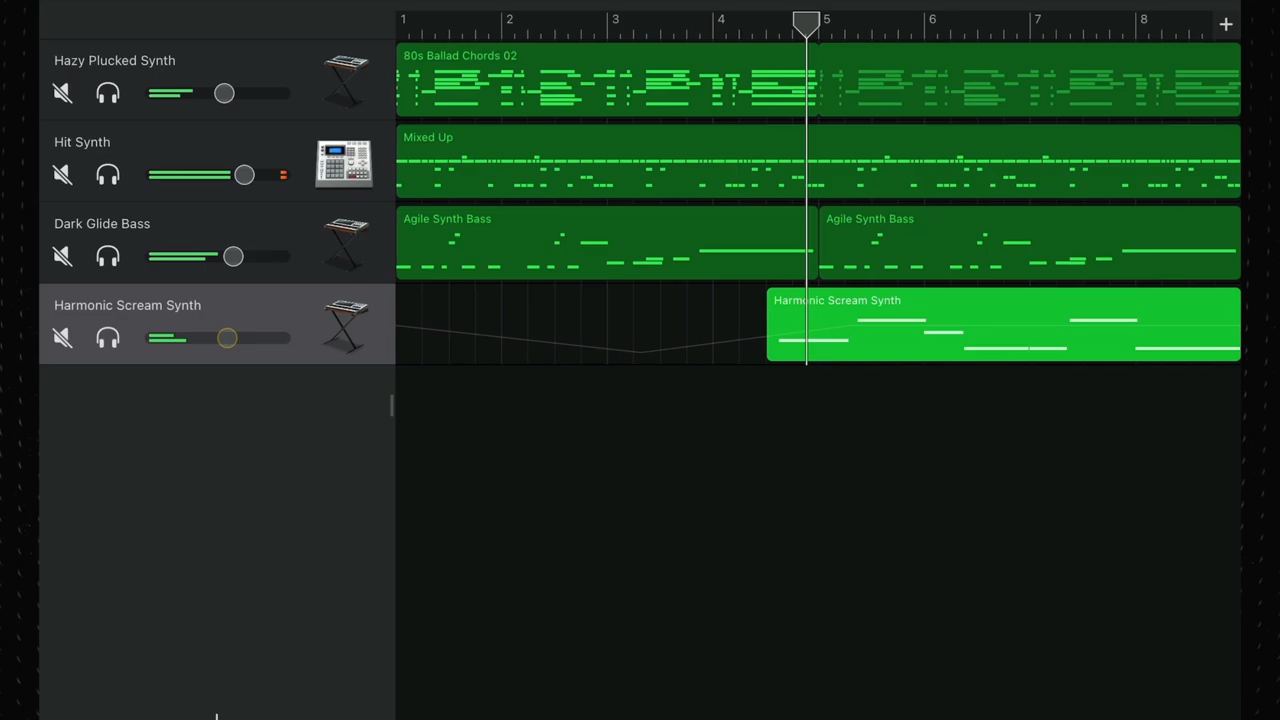 1 2 3 4 5 6 7 8 +
Hazy Plucked Synth
80s Ballad Chords 02
Hit Synth
Mixed Up
Dark Glide Bass
Agile Synth Bass Agile Synth Bass
Harmonic Scream Synth
Harmonic Scream Synth